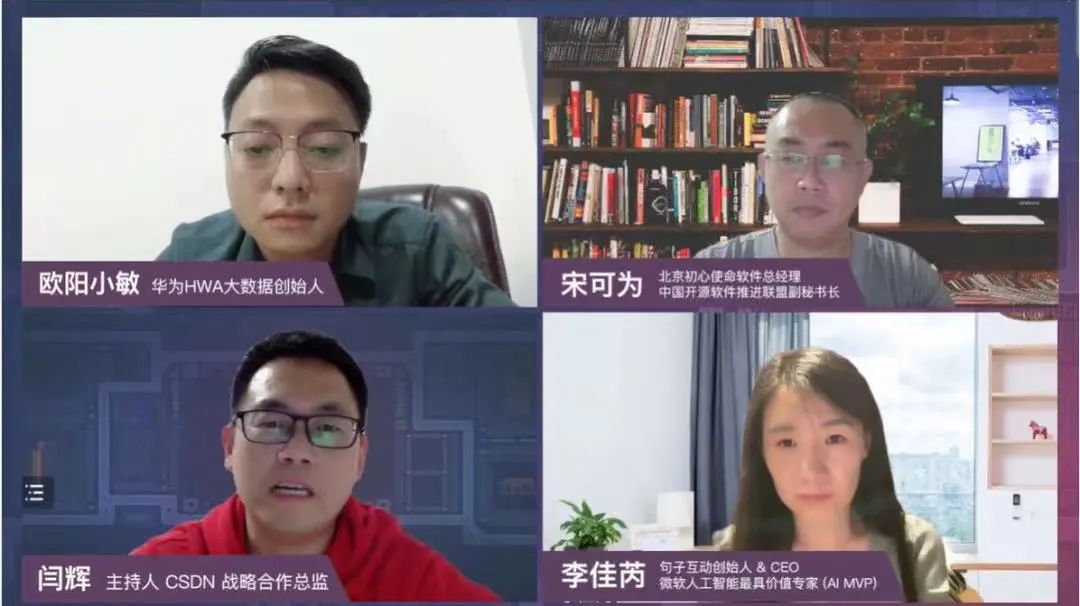 欧阳小敏 华为HWA大数据创始人
宋可为 北京初心使命软件总经理
中国开源软件推进联盟副秘书长
SAMSUNG
TIBOR
闫辉 主持人 CSDN 战略合作总监
李佳芮 句子互动创始人 & CEO
微软人工智能最具价值专家 (AI MVP)